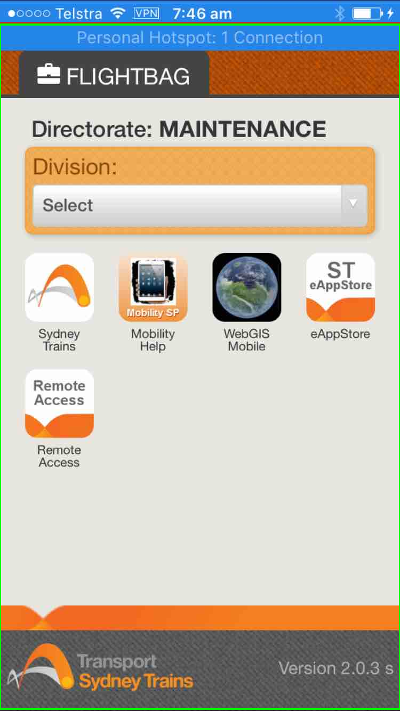 Telstra VPN 7:46 am
Personal Hotspot: 1 Connection
FLIGHTBAG
Directorate: MAINTENANCE
Division:
Select
Mobility SP
ST
eAppStore
Sydney
Trains
Mobility
Help
WebGIS
Mobile
eAppStore
Remote
Access
Remote
Access
Transport
Sydney Trains
Version 2.0.3 s